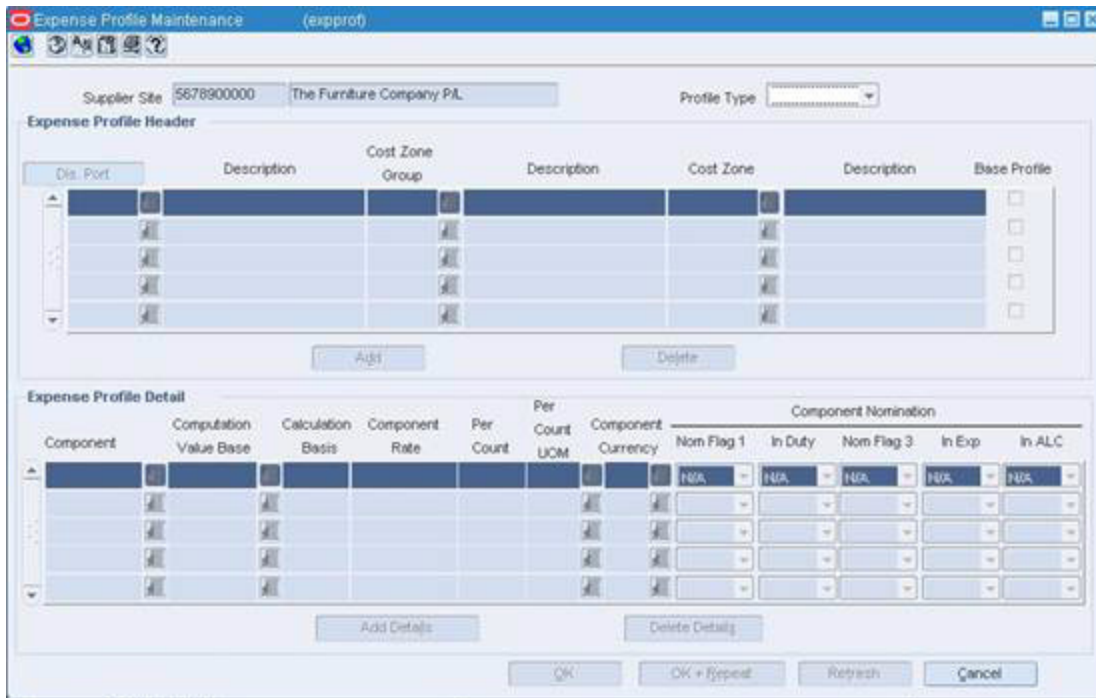 Expense Profile Maintenance (expprof)
Supplier Site 5678900000 The Furniture Company P/L Profile Type
Expense Profile Header
Dis. Port Description Cost Zone Group Description Cost Zone Description Base Profile
Add Delete
Expense Profile Detail
Component Computation Value Base Calculation Basis Component Rate Per Count Per Count UOM Component Currency Component Nomination
Nom Flag 1 In Duty Nom Flag 3 In Exp In ALC
N/A N/A N/A N/A N/A
Add Details Delete Details
OK OK + Repeat Refresh Cancel